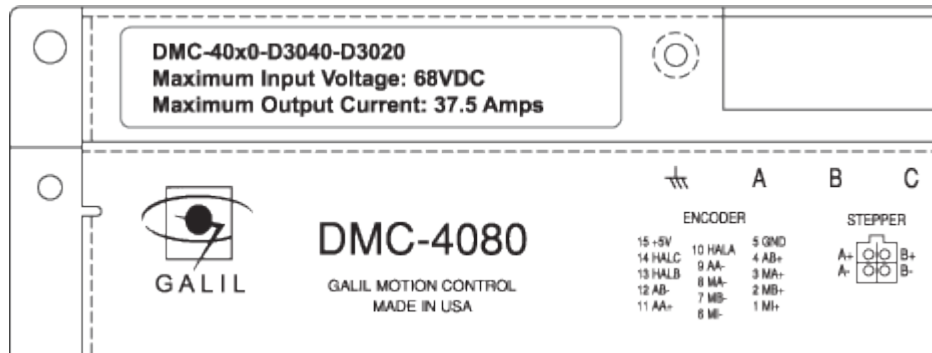 DMC-40x0-D3040-D3020
Maximum Input Voltage: 68VDC
Maximum Output Current: 37.5 Amps
A B C
GALIL
DMC-4080
GALIL MOTION CONTROL
MADE IN USA
ENCODER
15 +5V
14 HALC
13 HALB
12 AB-
11 AA+
10 HALA
9 AA-
8 MA-
7 MB-
6 MI-
5 GND
4 AB+
3 MA+
2 MB+
1 MI+
STEPPER
A+ B+
A- B-